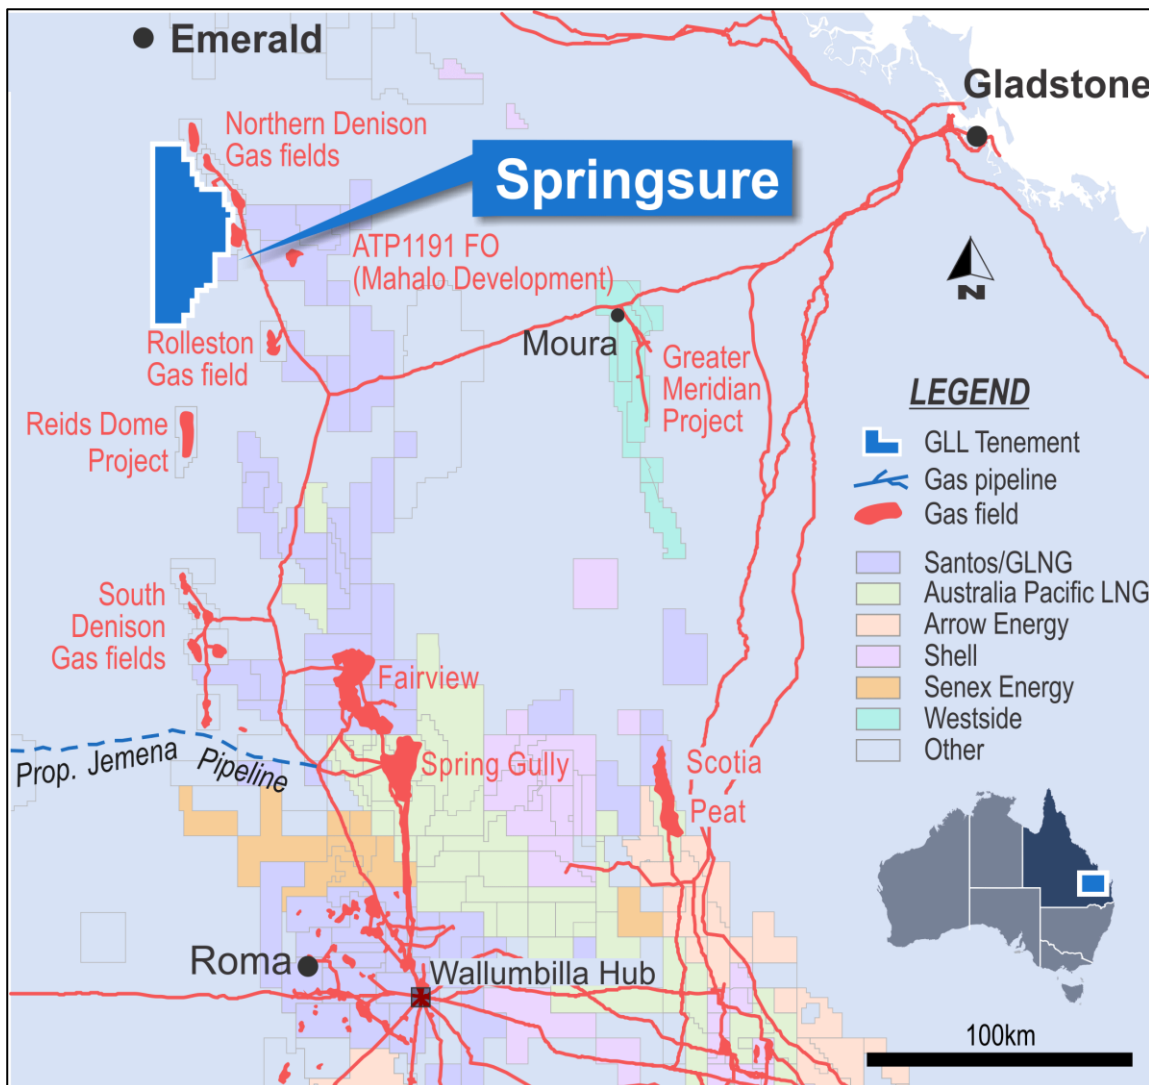 Emerald
Gladstone
Northern Denison
Gas fields
Springsure
ATP1191 FO
(Mahalo Development)
N
Rolleston
Gas field
Moura
Greater
Meridian
Project
Reids Dome
Project
LEGEND
GLL Tenement
Gas pipeline
Gas field
Santos/GLNG
Australia Pacific LNG
Arrow Energy
Shell
Senex Energy
Westside
Other
South
Denison
Gas fields
Fairview
Prop. Jemena Pipeline
Spring Gully
Scotia
Peat
Roma
Wallumbilla Hub
100km